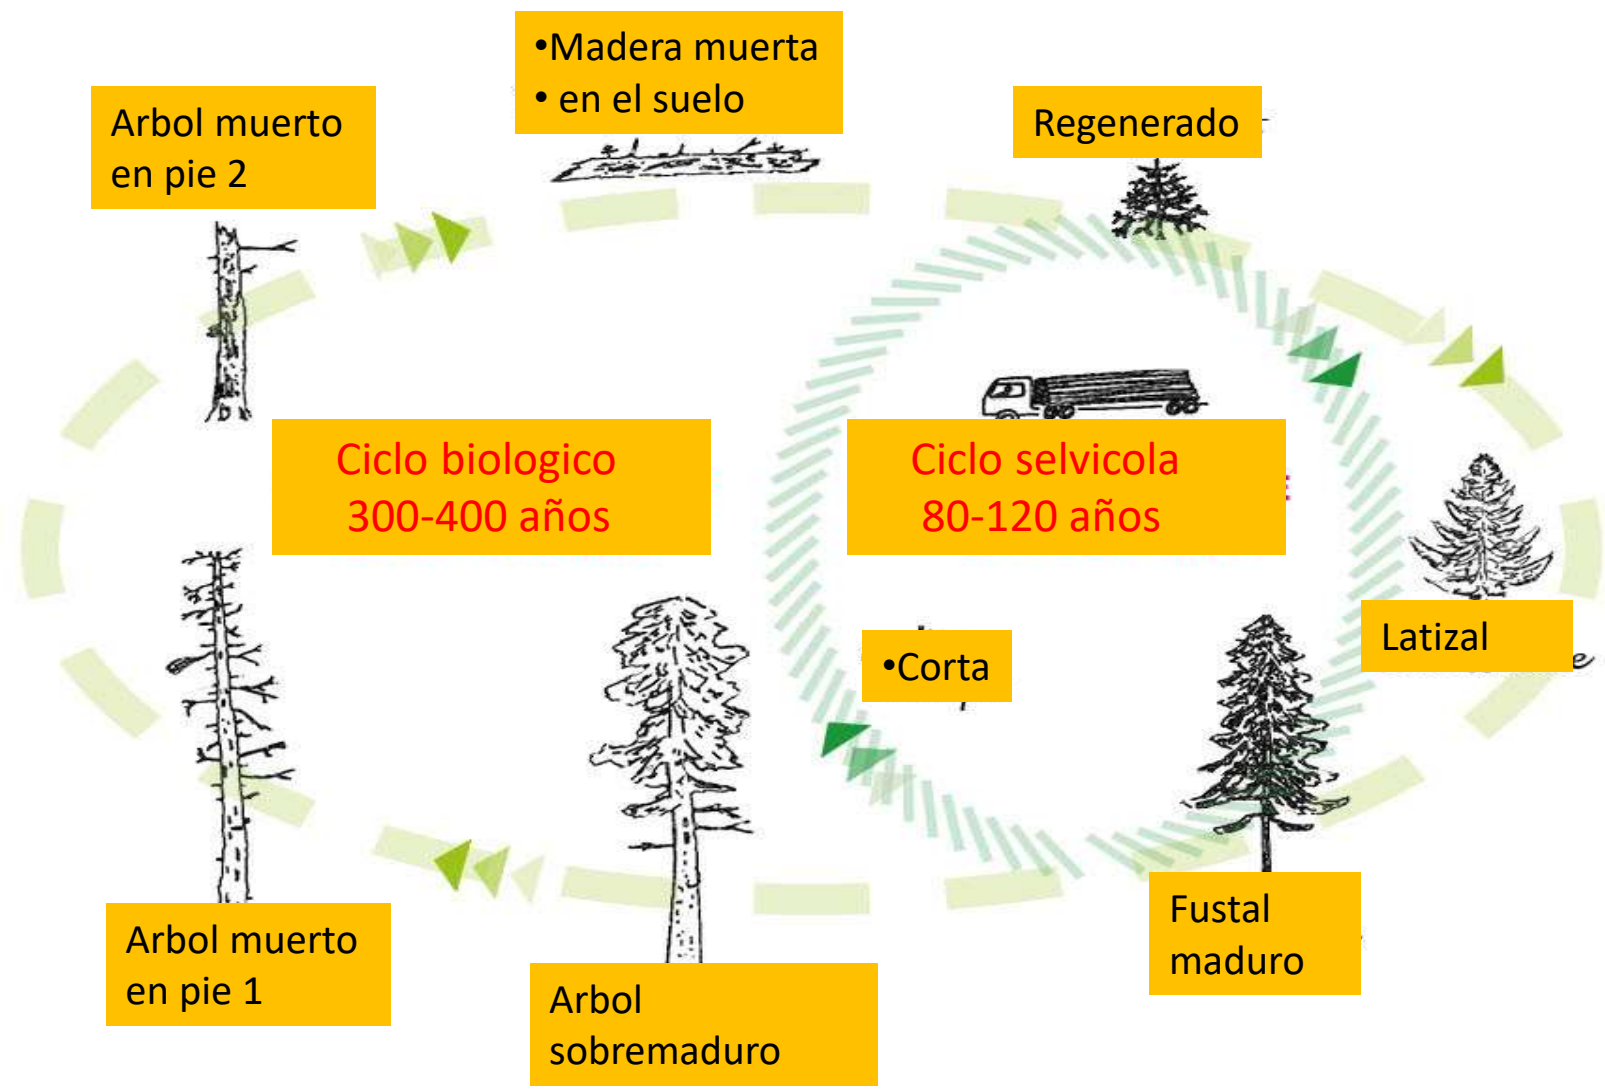 •Madera muerta
• en el suelo
Arbol muerto
en pie 2
Regenerado
Ciclo biologico
300-400 años
Ciclo selvicola
80-120 años
Latizal
•Corta
Fustal
maduro
Arbol muerto
en pie 1
Arbol
sobremaduro